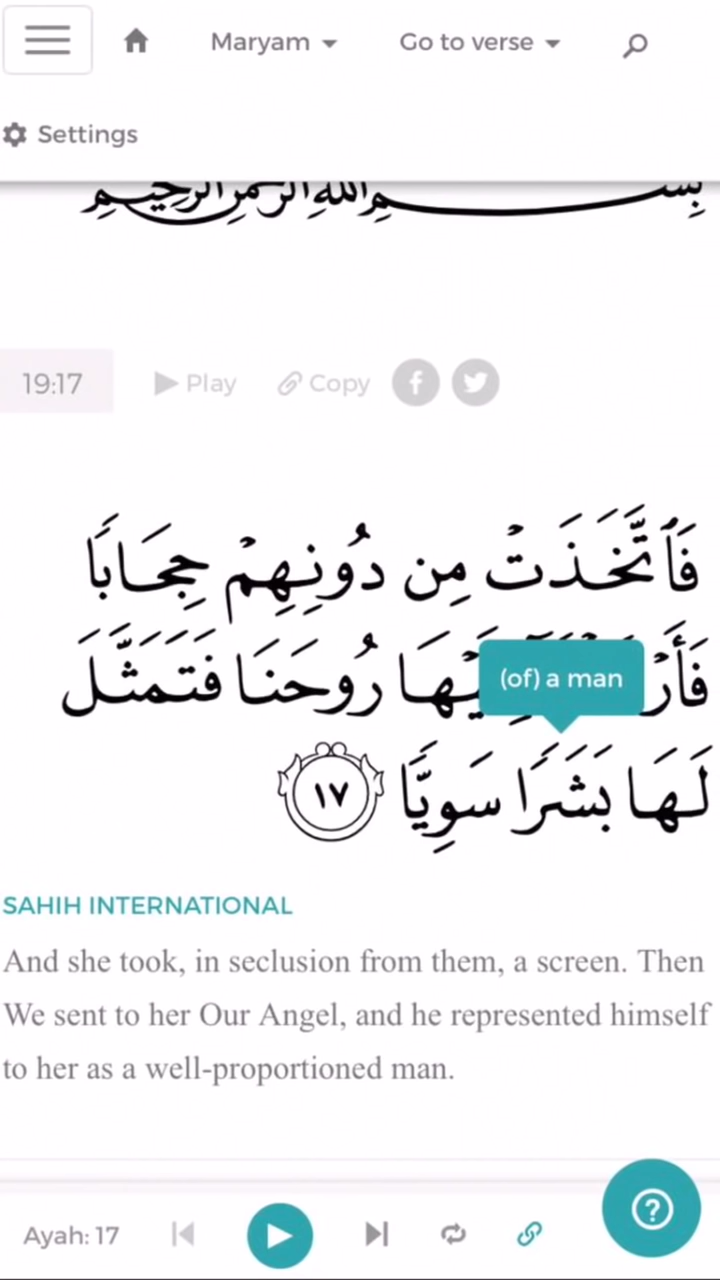 Maryam Go to verse
Settings
بِسْمِ اللهِ الرَّحْمٰنِ الرَّحِيمِ
19:17 Play Copy
فَٱتَّخَذَتْ مِن دُونِهِمْ حِجَابًا
(of) a man
رُوحَنَا فَتَمَثَّلَ
لَهَا بَشَرًا سَوِيًّا ١٧
SAHIH INTERNATIONAL
And she took, in seclusion from them, a screen. Then
We sent to her Our Angel, and he represented himself
to her as a well-proportioned man.
Ayah: 17